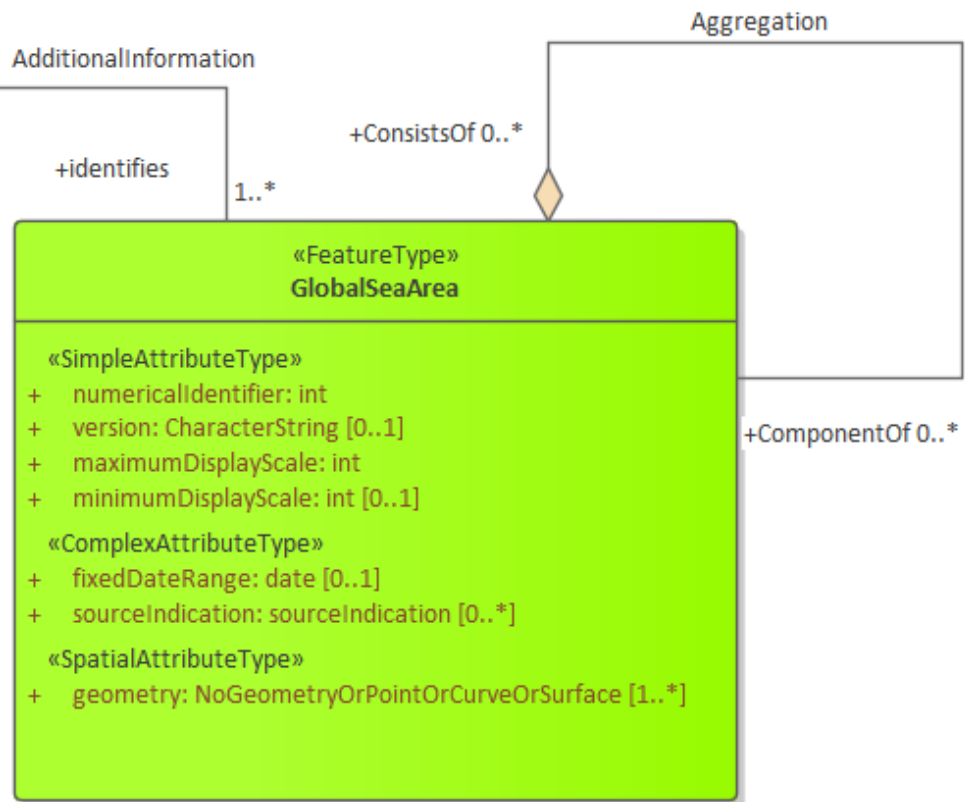 Aggregation
AdditionalInformation
+ConsistsOf 0..*
+identifies
1..*
«FeatureType»
GlobalSeaArea
«SimpleAttributeType»
+ numericalIdentifier: int
+ version: CharacterString [0..1]
+ maximumDisplayScale: int
+ minimumDisplayScale: int [0..1]
«ComplexAttributeType»
+ fixedDateRange: date [0..1]
+ sourceIndication: sourceIndication [0..*]
«SpatialAttributeType»
+ geometry: NoGeometryOrPointOrCurveOrSurface [1..*]
+ComponentOf 0..*